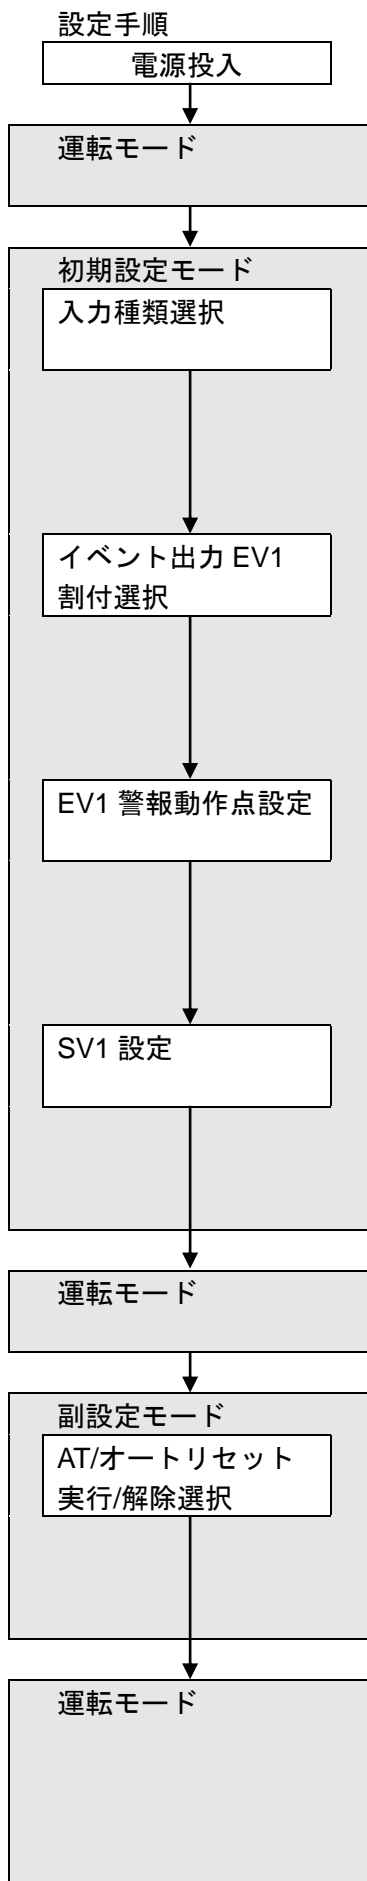 設定手順
電源投入
運転モード
初期設定モード
入力種類選択
イベント出力 EV1
割付選択
EV1 警報動作点設定
SV1 設定
運転モード
副設定モード
AT/オートリセット
実行/解除選択
運転モード